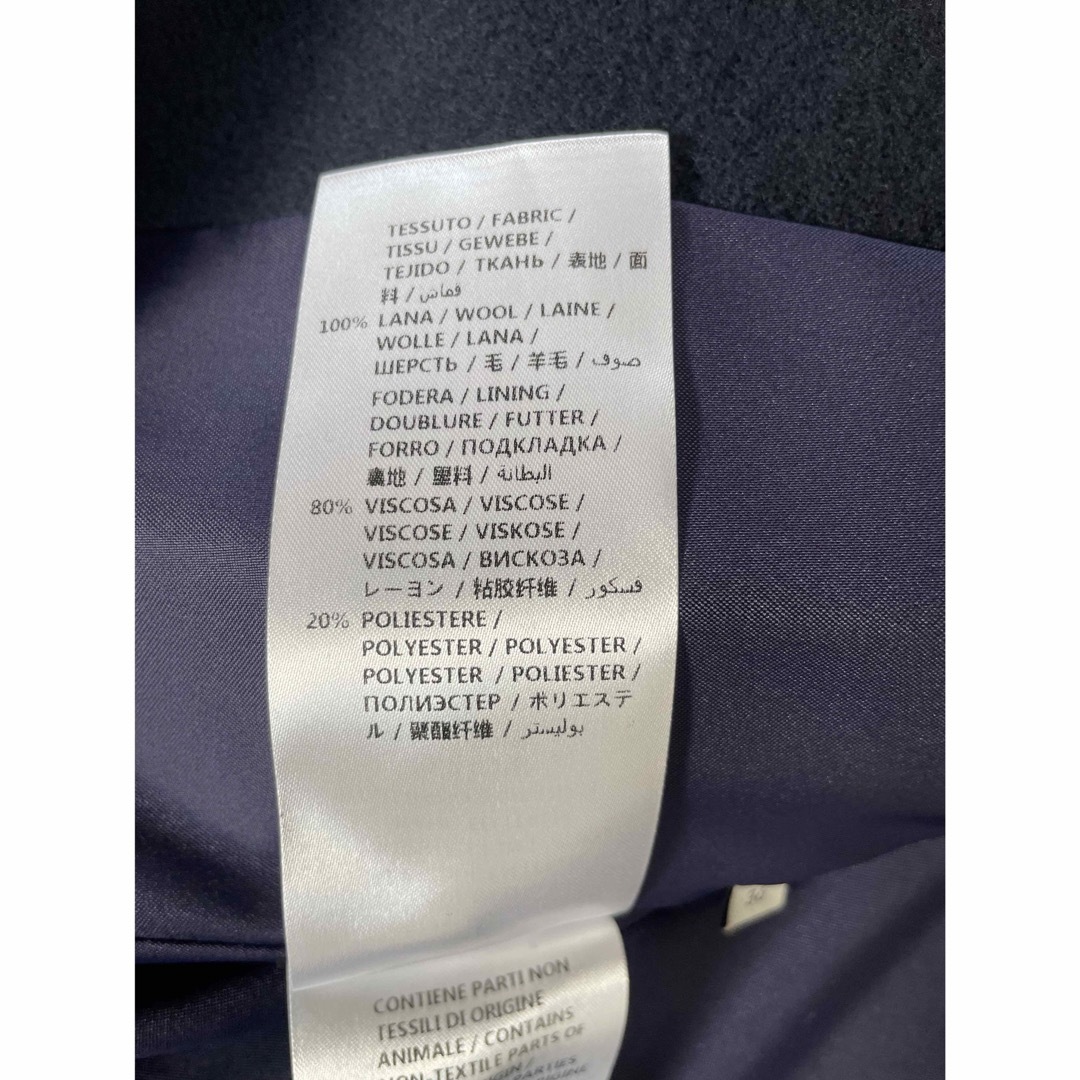 TESSUTO / FABRIC /
TISSU / GEWEBE /
TEJIDO / ТКАНЬ / 表地 / 面
料 / قماش
100% LANA / WOOL / LAINE /
WOLLE / LANA /
ШЕРСТЬ / 毛 / 羊毛 / صوف
FODERA / LINING /
DOUBLURE / FUTTER /
FORRO / ПОДКЛАДКА /
裏地 / 里料 / البطانة
80% VISCOSA / VISCOSE /
VISCOSE / VISKOSE /
VISCOSA / ВИСКОЗА /
レーヨン / 粘胶纤维 / فسكور
20% POLIESTERE /
POLYESTER / POLYESTER /
POLYESTER / POLIESTER /
ПОЛИЭСТЕР / ポリエステ
ル / 聚酯纤维 / بوليستر
CONTIENE PARTI NON
TESSILI DI ORIGINE
ANIMALE / CONTAINS
NON-TEXTILE PARTS OF